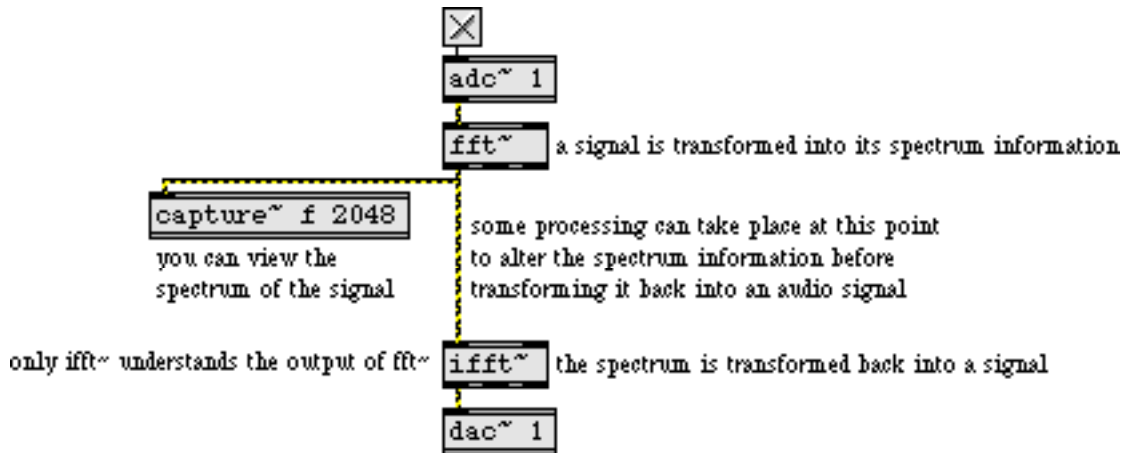 adc~ 1
fft~
a signal is transformed into its spectrum information
capture~ f 2048
you can view the
spectrum of the signal
some processing can take place at this point
to alter the spectrum information before
transforming it back into an audio signal
only ifft~ understands the output of fft~
ifft~
the spectrum is transformed back into a signal
dac~ 1